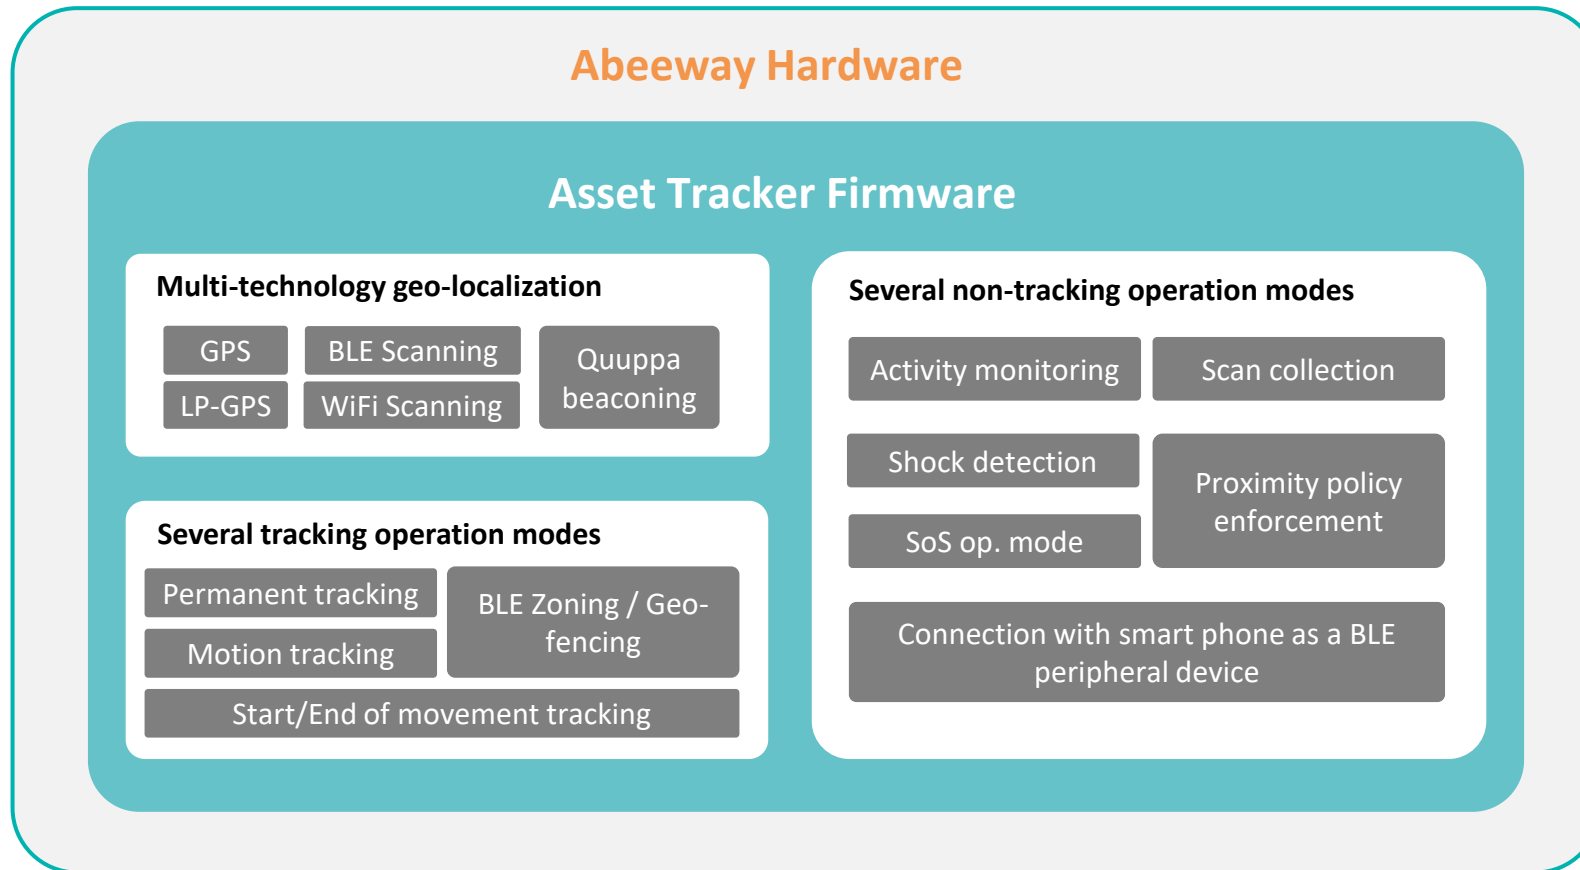 Abeeway Hardware
Asset Tracker Firmware
Multi-technology geo-localization
GPS
BLE Scanning
Quuppa
beaconing
LP-GPS
WiFi Scanning
Several tracking operation modes
Permanent tracking
BLE Zoning / Geo-
fencing
Motion tracking
Start/End of movement tracking
Several non-tracking operation modes
Activity monitoring
Scan collection
Shock detection
Proximity policy
enforcement
SoS op. mode
Connection with smart phone as a BLE
peripheral device